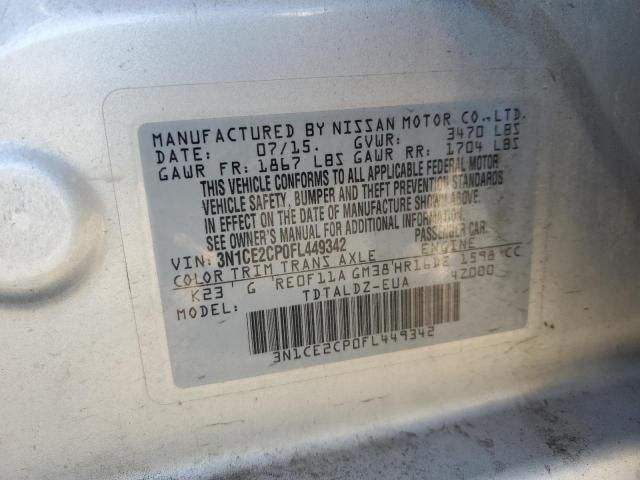 MANUFACTURED BY NISSAN MOTOR CO., LTD.
DATE: 07/15. GVWR: 3470 LBS
GAWR FR: 1867 LBS GAWR RR: 1704 LBS
THIS VEHICLE CONFORMS TO ALL APPLICABLE FEDERAL MOTOR
VEHICLE SAFETY, BUMPER AND THEFT PREVENTION STANDARDS
IN EFFECT ON THE DATE OF MANUFACTURE SHOWN ABOVE.
SEE OWNER'S MANUAL FOR ADDITIONAL INFORMATION.
VIN: 3N1CE2CP0FL449342 PASSENGER CAR.
COLOR TRIM TRANS AXLE ENGINE
K23 G RE0F11A GM38 HR16DE 1598 CC
MODEL: TDTALDZ-EUA 4Z000
3N1CE2CP0FL449342